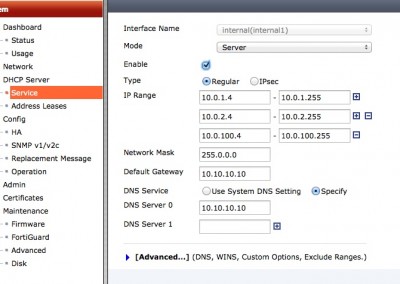 em
Dashboard
Status
Usage
Network
DHCP Server
Service
Address Leases
Config
HA
SNMP v1/v2c
Replacement Message
Operation
Admin
Certificates
Maintenance
Firmware
FortiGuard
Advanced
Disk
Interface Name internal(internal1)
Mode Server
Enable
Type Regular IPsec
IP Range 10.0.1.4 - 10.0.1.255
10.0.2.4 - 10.0.2.255
10.0.100.4 - 10.0.100.255
Network Mask 255.0.0.0
Default Gateway 10.10.10.10
DNS Service Use System DNS Setting Specify
DNS Server 0 10.10.10.10
DNS Server 1
[Advanced...] (DNS, WINS, Custom Options, Exclude Ranges.)